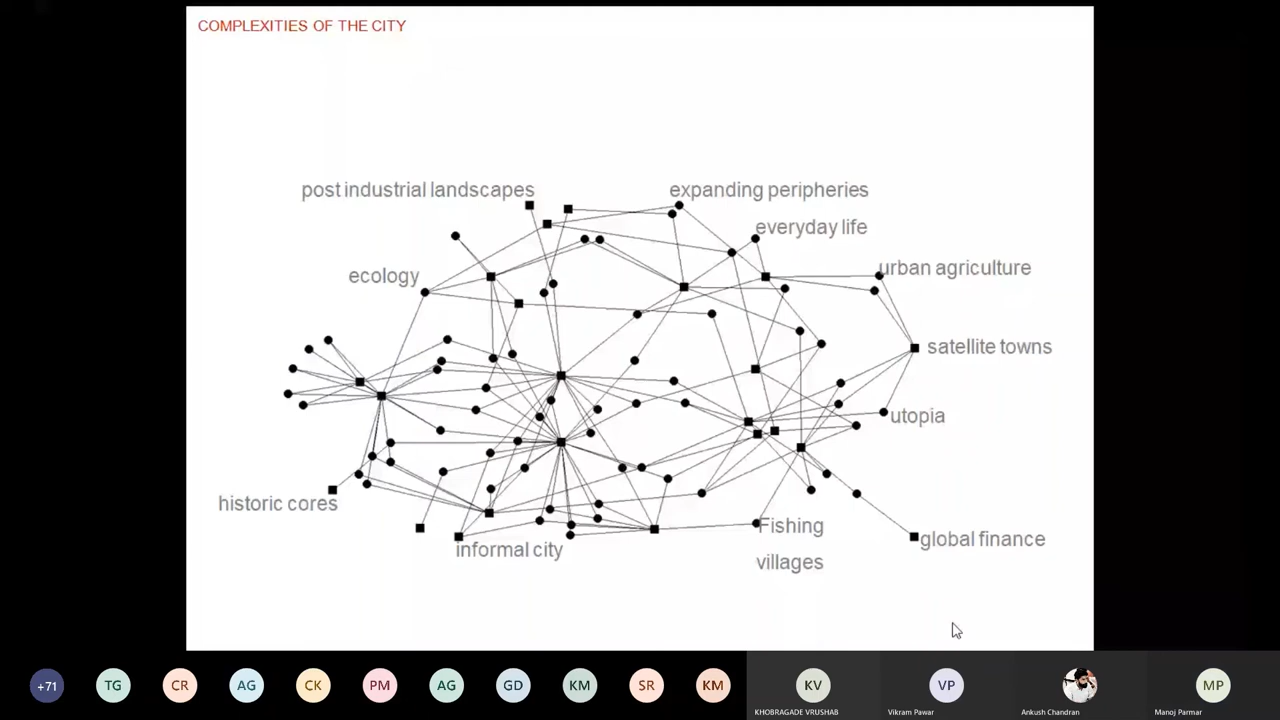 COMPLEXITIES OF THE CITY
post industrial landscapes
expanding peripheries
everyday life
ecology
urban agriculture
satellite towns
utopia
historic cores
informal city
Fishing
villages
global finance
+71
TG
CR
AG
CK
PM
AG
GD
KM
SR
KM
KV
VP
MP
KHOBRAGADE VRUSHAB
Vikram Pawar
Ankush Chandran
Manoj Parmar